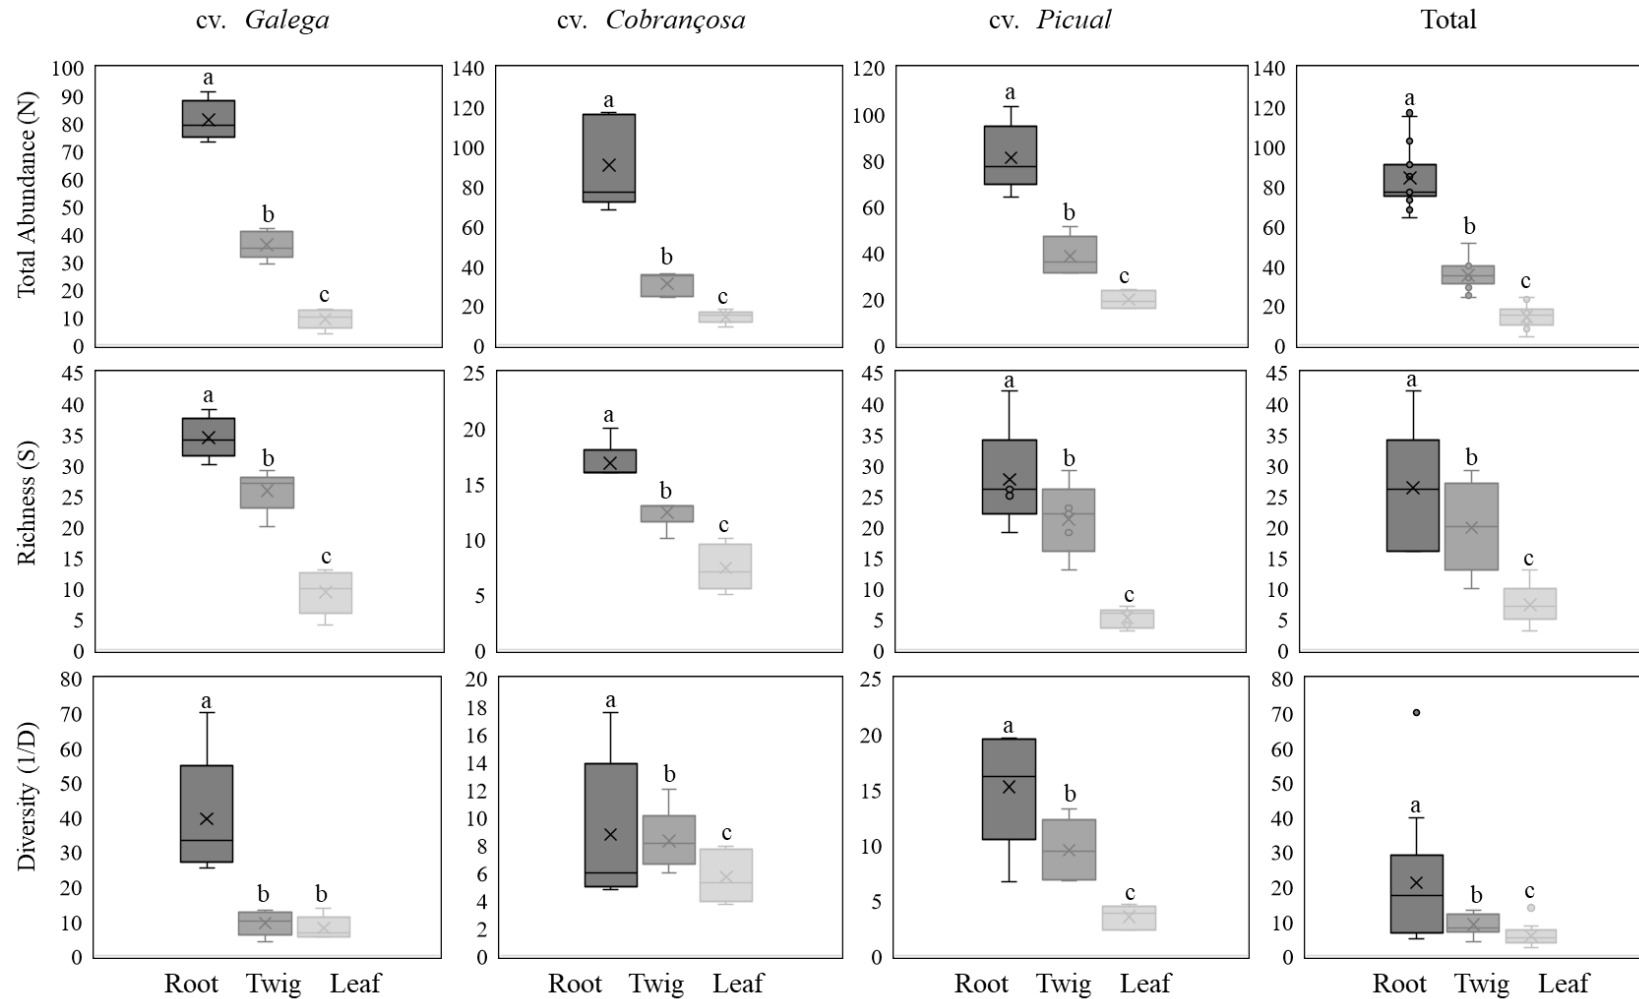 cv. Galega cv. Cobrançosa cv. Picual Total
Total Abundance (N)
100
90
80
70
60
50
40
30
20
10
0
a
b
c
140
120
100
80
60
40
20
0
a
b
c
120
100
80
60
40
20
0
a
b
c
140
120
100
80
60
40
20
0
a
b
c
Richness (S)
45
40
35
30
25
20
15
10
5
0
a
b
c
25
20
15
10
5
0
a
b
c
45
40
35
30
25
20
15
10
5
0
a
b
c
45
40
35
30
25
20
15
10
5
0
a
b
c
Diversity (1/D)
80
70
60
50
40
30
20
10
0
a
b
b
20
18
16
14
12
10
8
6
4
2
0
a
b
c
25
20
15
10
5
0
a
b
c
80
70
60
50
40
30
20
10
0
a
b
c
Root Twig Leaf
Root Twig Leaf
Root Twig Leaf
Root Twig Leaf